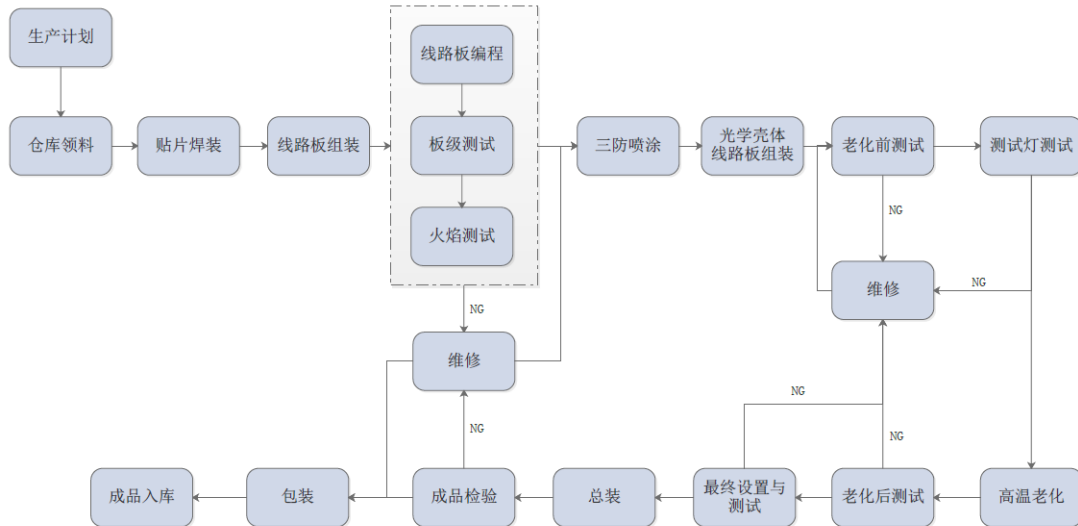 生产计划
线路板编程
仓库领料
贴片焊装
线路板组装
板级测试
三防喷涂
光学壳体
线路板组装
老化前测试
测试灯测试
火焰测试
NG
维修
NG
NG
维修
NG
NG
NG
成品入库
包装
成品检验
总装
最终设置与
测试
老化后测试
高温老化